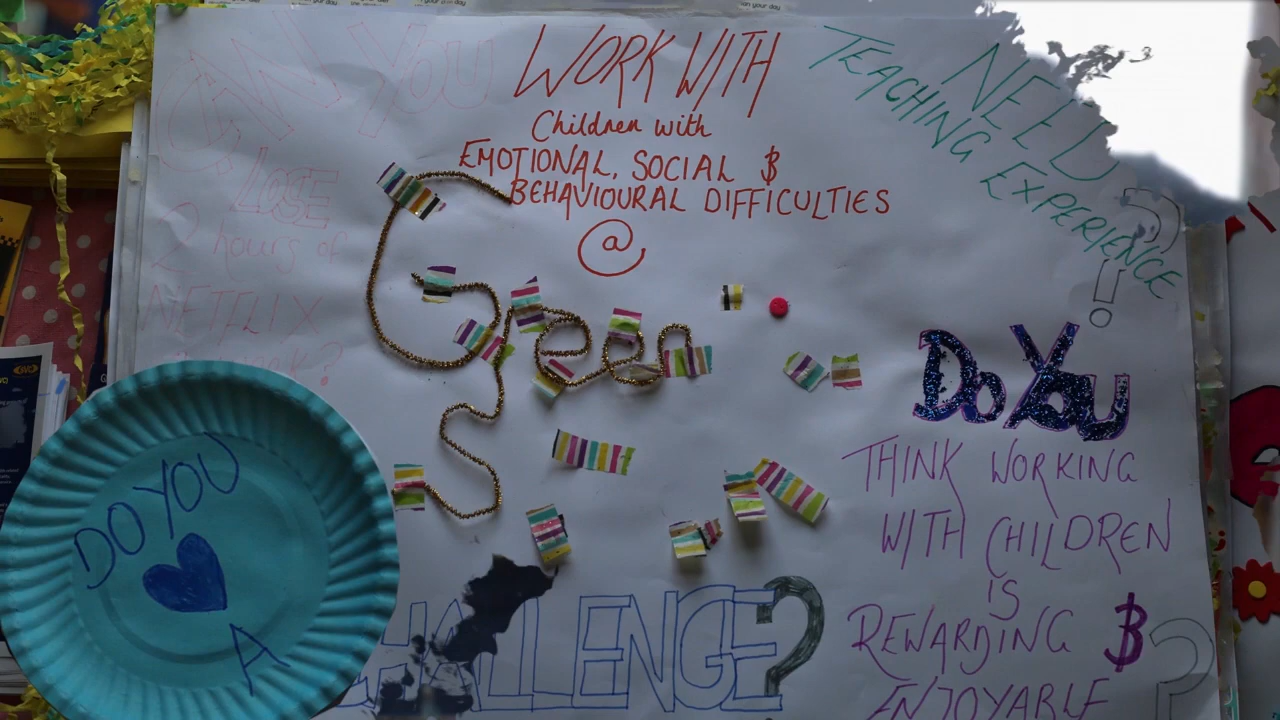 CAN YOU
LOSE
2 hours of
NETFLIX
WORK WITH
Children with
EMOTIONAL, SOCIAL $
BEHAVIOURAL DIFFICULTIES
@
Green
NEED
TEACHING EXPERIENCE
?!
DO YOU
THINK WORKING
WITH CHILDREN
IS
REWARDING $
ENJOYABLE ?
DO YOU
♥
A
CHALLENGE?